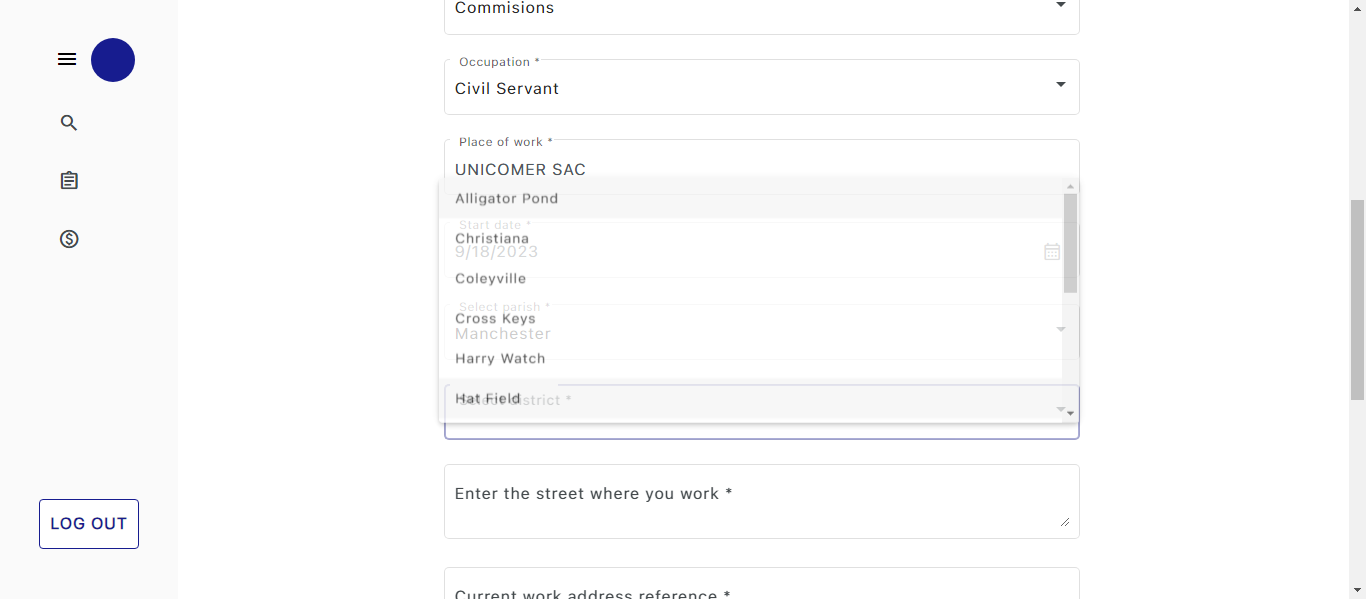 Commisions
Occupation *
Civil Servant
Place of work *
UNICOMER SAC
Alligator Pond
Start date *
Christiana
9/18/2023
Coleyville
Select parish *
Cross Keys
Manchester
Harry Watch
Hat Field
Select district *
Enter the street where you work *
LOG OUT
Current work address reference *